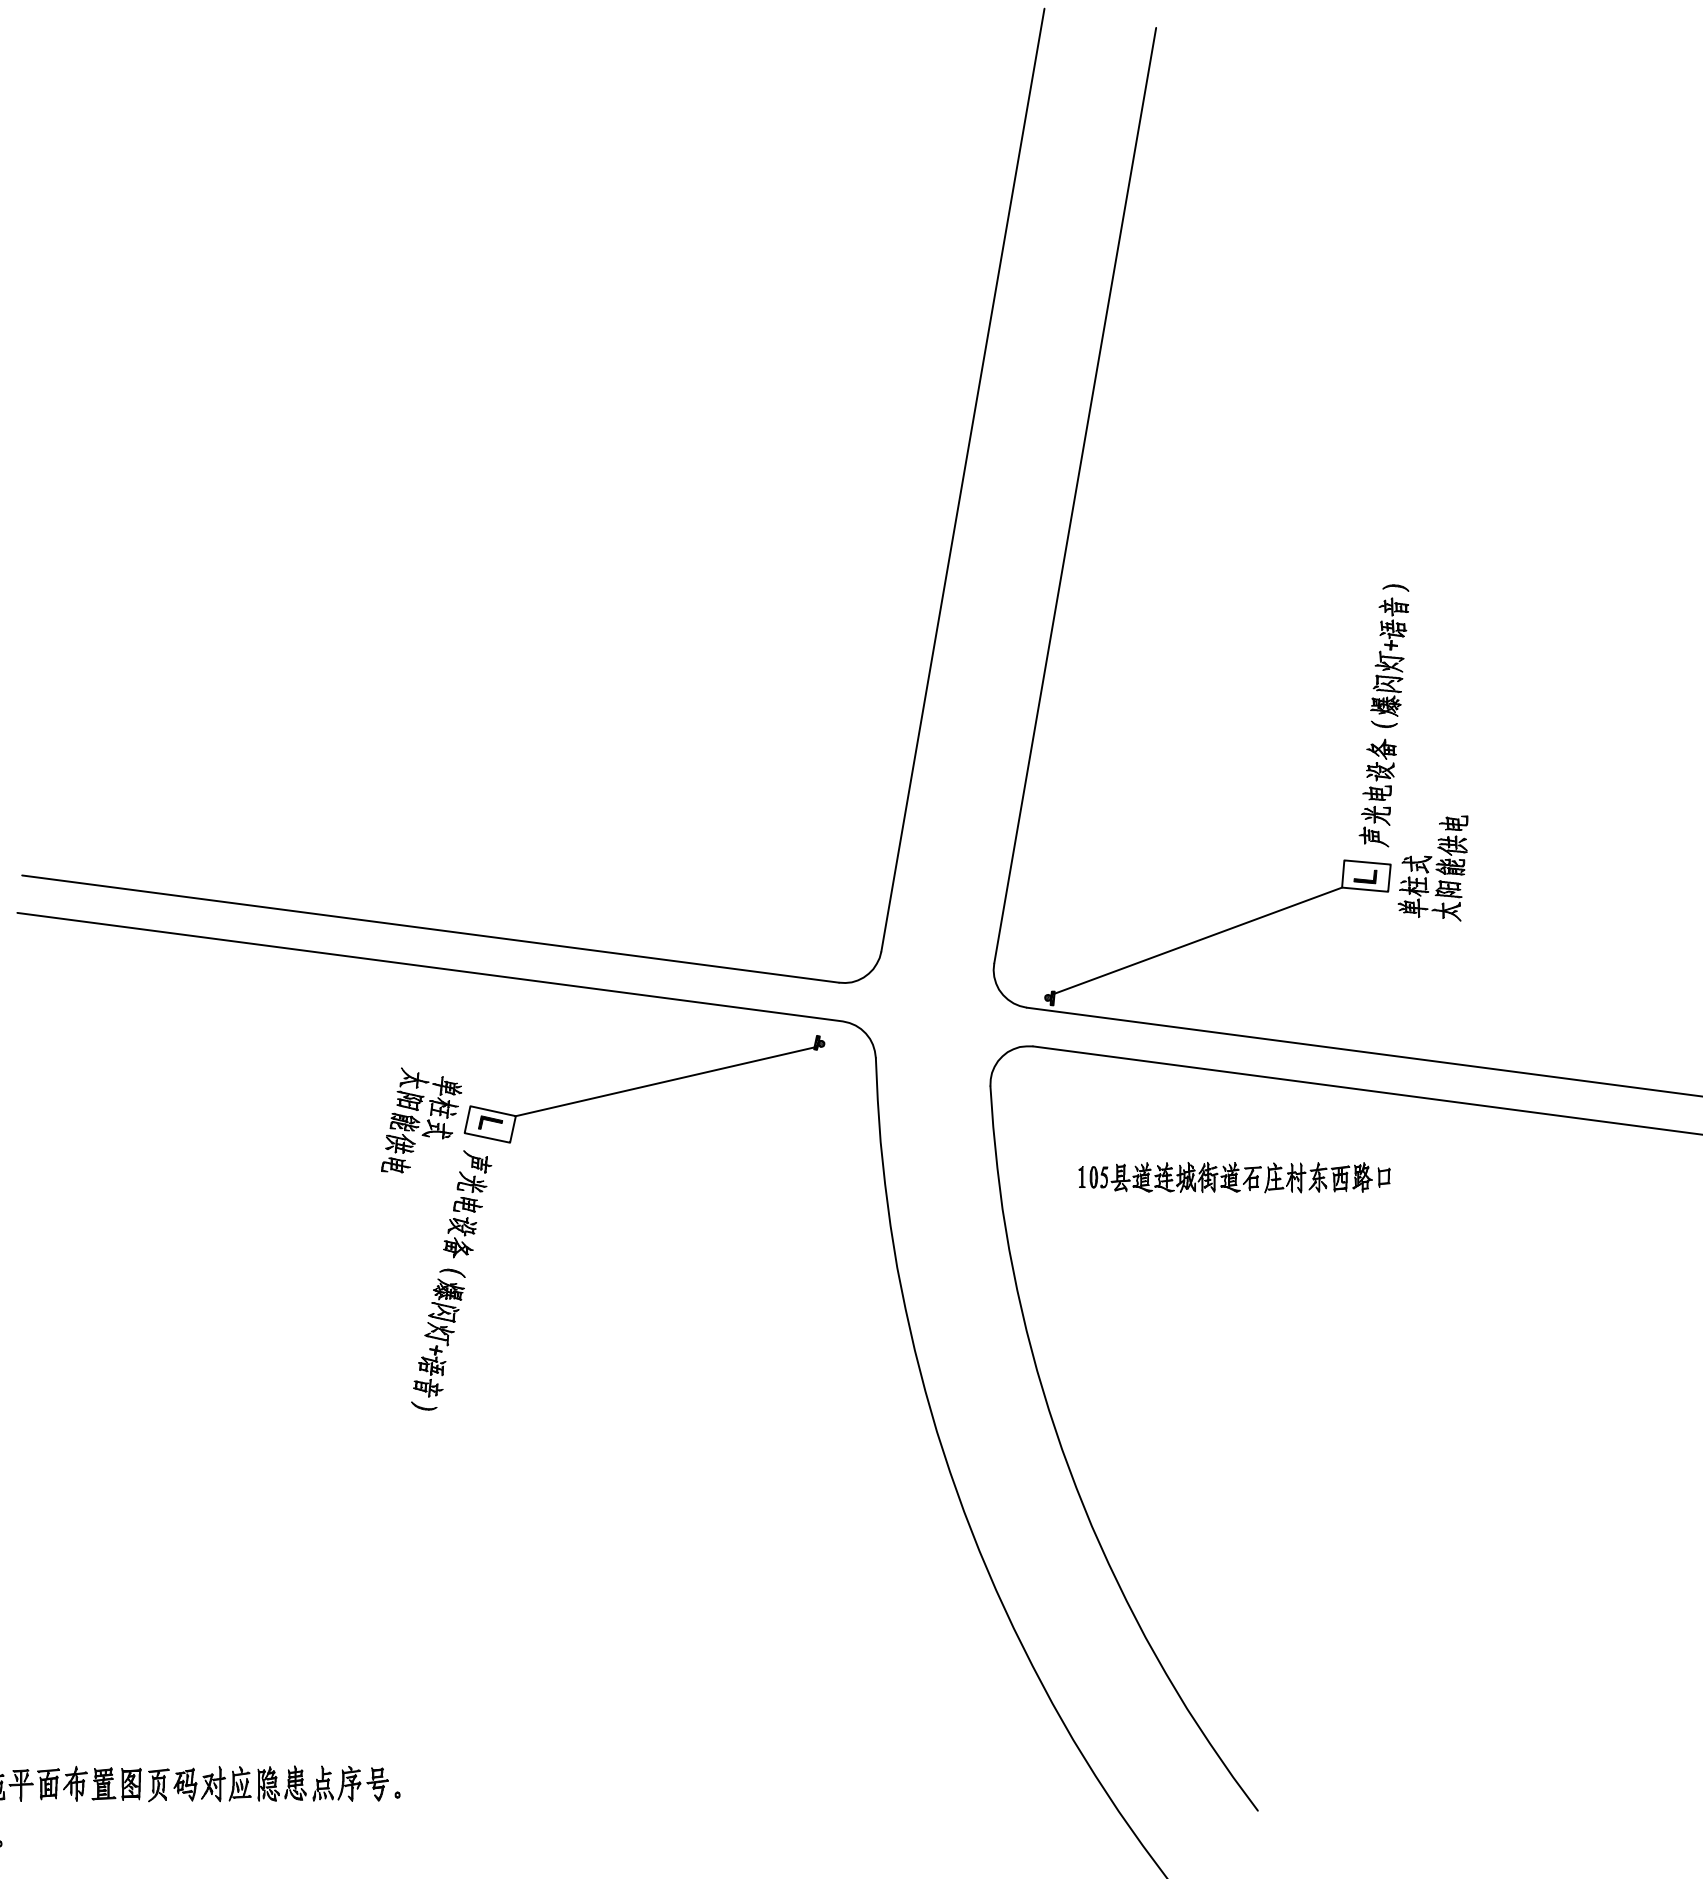 声光电设备（爆闪灯+语音）
L
单柱式
太阳能供电
单柱式
太阳能供电
L
声光电设备（爆闪灯+语音）
105县道连城街道石庄村东西路口
平面布置图页码对应隐患点序号。
。